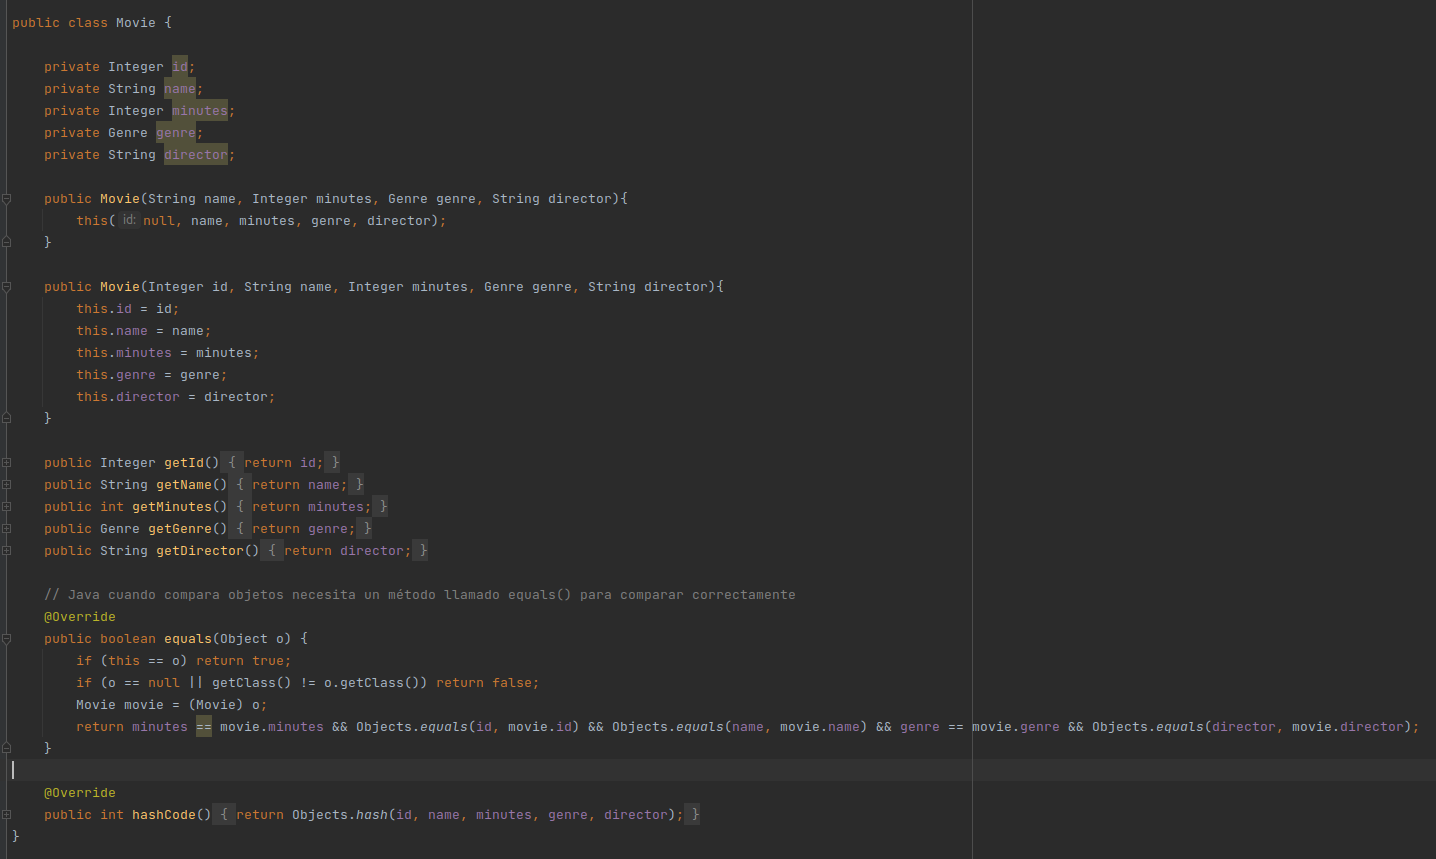 public class Movie {
private Integer id;
private String name;
private Integer minutes;
private Genre genre;
private String director;
public Movie(String name, Integer minutes, Genre genre, String director){
this( id: null, name, minutes, genre, director);
}
public Movie(Integer id, String name, Integer minutes, Genre genre, String director){
this.id = id;
this.name = name;
this.minutes = minutes;
this.genre = genre;
this.director = director;
}
public Integer getId() { return id; }
public String getName() { return name; }
public int getMinutes() { return minutes; }
public Genre getGenre() { return genre; }
public String getDirector() { return director; }
// Java cuando compara objetos necesita un método llamado equals() para comparar correctamente
@Override
public boolean equals(Object o) {
if (this == o) return true;
if (o == null || getClass() != o.getClass()) return false;
Movie movie = (Movie) o;
return minutes == movie.minutes && Objects.equals(id, movie.id) && Objects.equals(name, movie.name) && genre == movie.genre && Objects.equals(director, movie.director);
}
@Override
public int hashCode() { return Objects.hash(id, name, minutes, genre, director); }
}